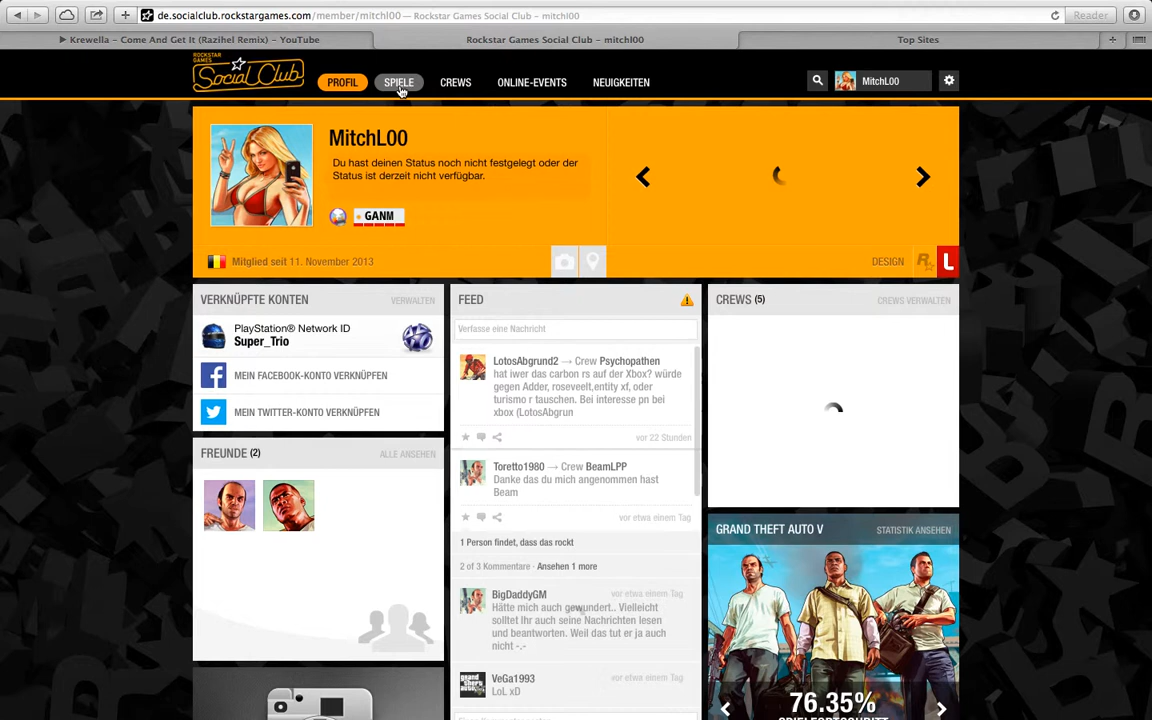 de.socialclub.rockstargames.com/member/mitchl00 — Rockstar Games Social Club – mitchl00
Reader
▶ Krewella – Come And Get It (Razihel Remix) – YouTube
Rockstar Games Social Club – mitchl00
Top Sites
ROCKSTAR GAMES
Social Club
PROFIL
SPIELE
CREWS
ONLINE-EVENTS
NEUIGKEITEN
MitchL00
MitchL00
Du hast deinen Status noch nicht festgelegt oder der
Status ist derzeit nicht verfügbar.
GANM
Mitglied seit 11. November 2013
DESIGN
R
L
VERKNÜPFTE KONTEN
VERWALTEN
PlayStation® Network ID
Super_Trio
MEIN FACEBOOK-KONTO VERKNÜPFEN
MEIN TWITTER-KONTO VERKNÜPFEN
FREUNDE (2)
ALLE ANSEHEN
FEED
Verfasse eine Nachricht
LotosAbgrund2 → Crew Psychopathen
hat iwer das carbon rs auf der Xbox? würde
gegen Adder, roseveelt,entity xf, oder
turismo r tauschen. Bei interesse pn bei
xbox (LotosAbgrun
vor 22 Stunden
Toretto1980 → Crew BeamLPP
Danke das du mich angenommen hast
Beam
vor etwa einem Tag
1 Person findet, dass das rockt
2 of 3 Kommentare · Ansehen 1 more
BigDaddyGM
vor etwa einem Tag
Hätte mich auch gewundert.. Vielleicht
solltet Ihr auch seine Nachrichten lesen
und beantworten. Weil das tut er ja auch
nicht -.-
VeGa1993
vor etwa einem Tag
LoL xD
CREWS (5)
CREWS VERWALTEN
GRAND THEFT AUTO V
STATISTIK ANSEHEN
76.35%
SPIELFORTSCHRITT